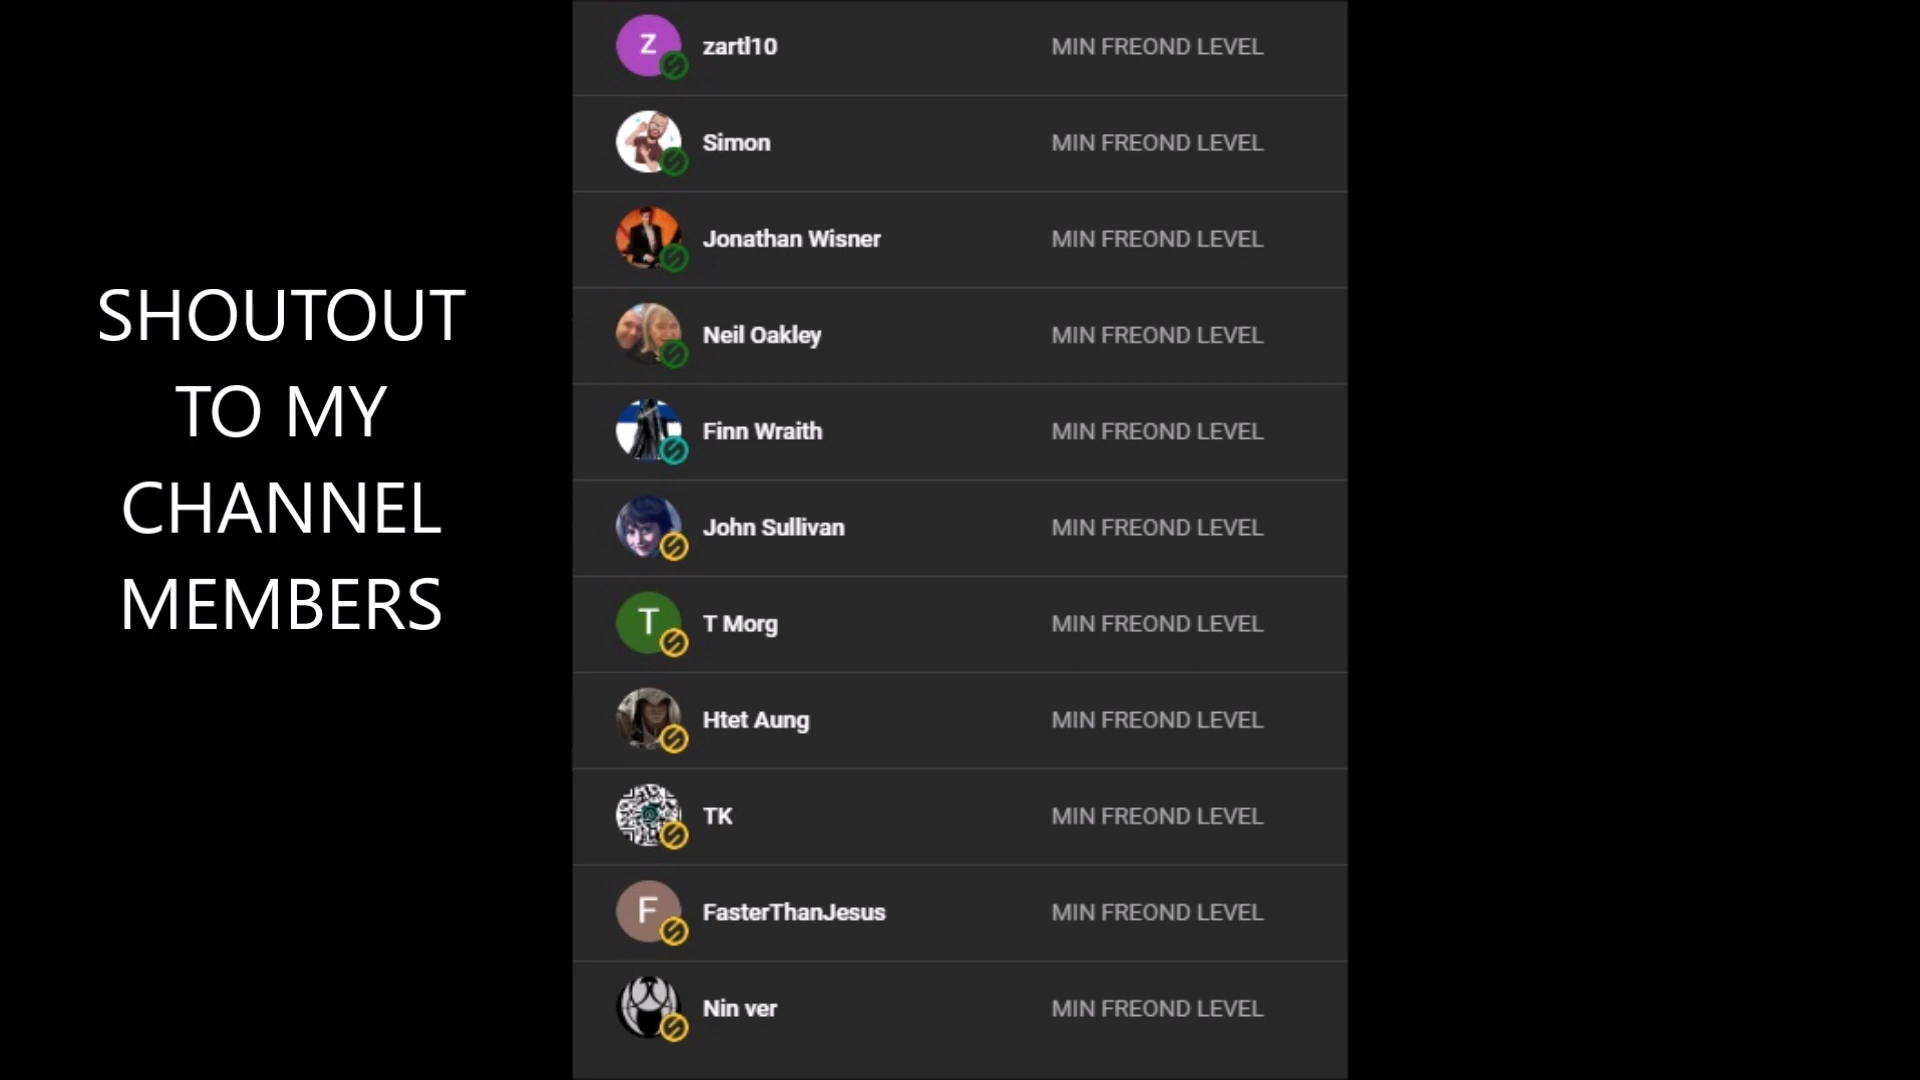 SHOUTOUT
TO MY
CHANNEL
MEMBERS
Z zartl10 MIN FREOND LEVEL
Simon MIN FREOND LEVEL
Jonathan Wisner MIN FREOND LEVEL
Neil Oakley MIN FREOND LEVEL
Finn Wraith MIN FREOND LEVEL
John Sullivan MIN FREOND LEVEL
T T Morg MIN FREOND LEVEL
Htet Aung MIN FREOND LEVEL
TK MIN FREOND LEVEL
F FasterThanJesus MIN FREOND LEVEL
Nin ver MIN FREOND LEVEL